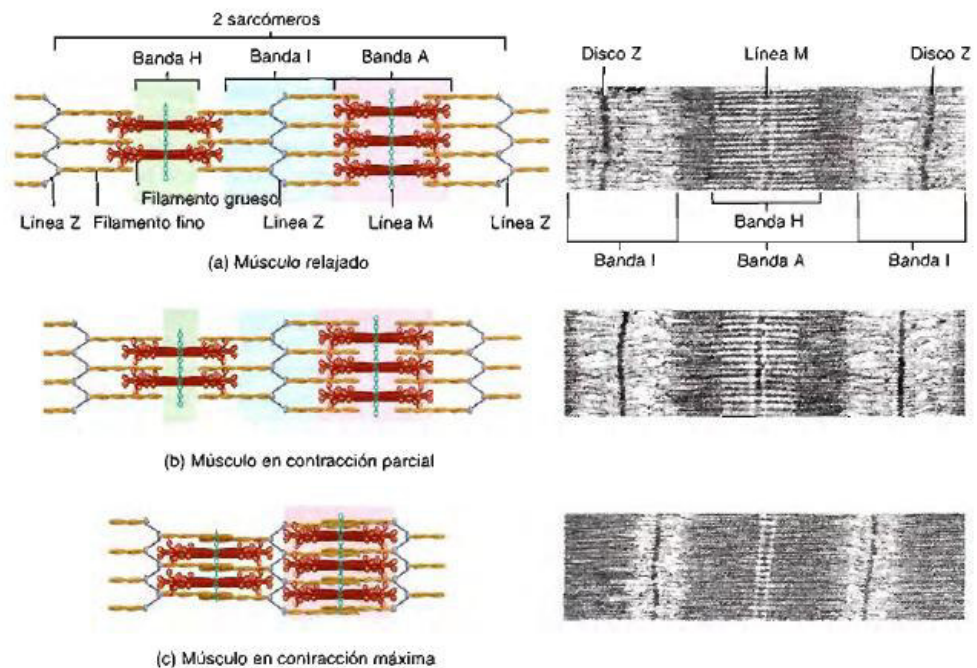 2 sarcómeros
Banda H Banda I Banda A
Filamento grueso
Línea Z Filamento fino Línea Z Línea M Línea Z
(a) Músculo relajado
Disco Z Línea M Disco Z
Banda H
Banda I Banda A Banda I
(b) Músculo en contracción parcial
(c) Músculo en contracción máxima